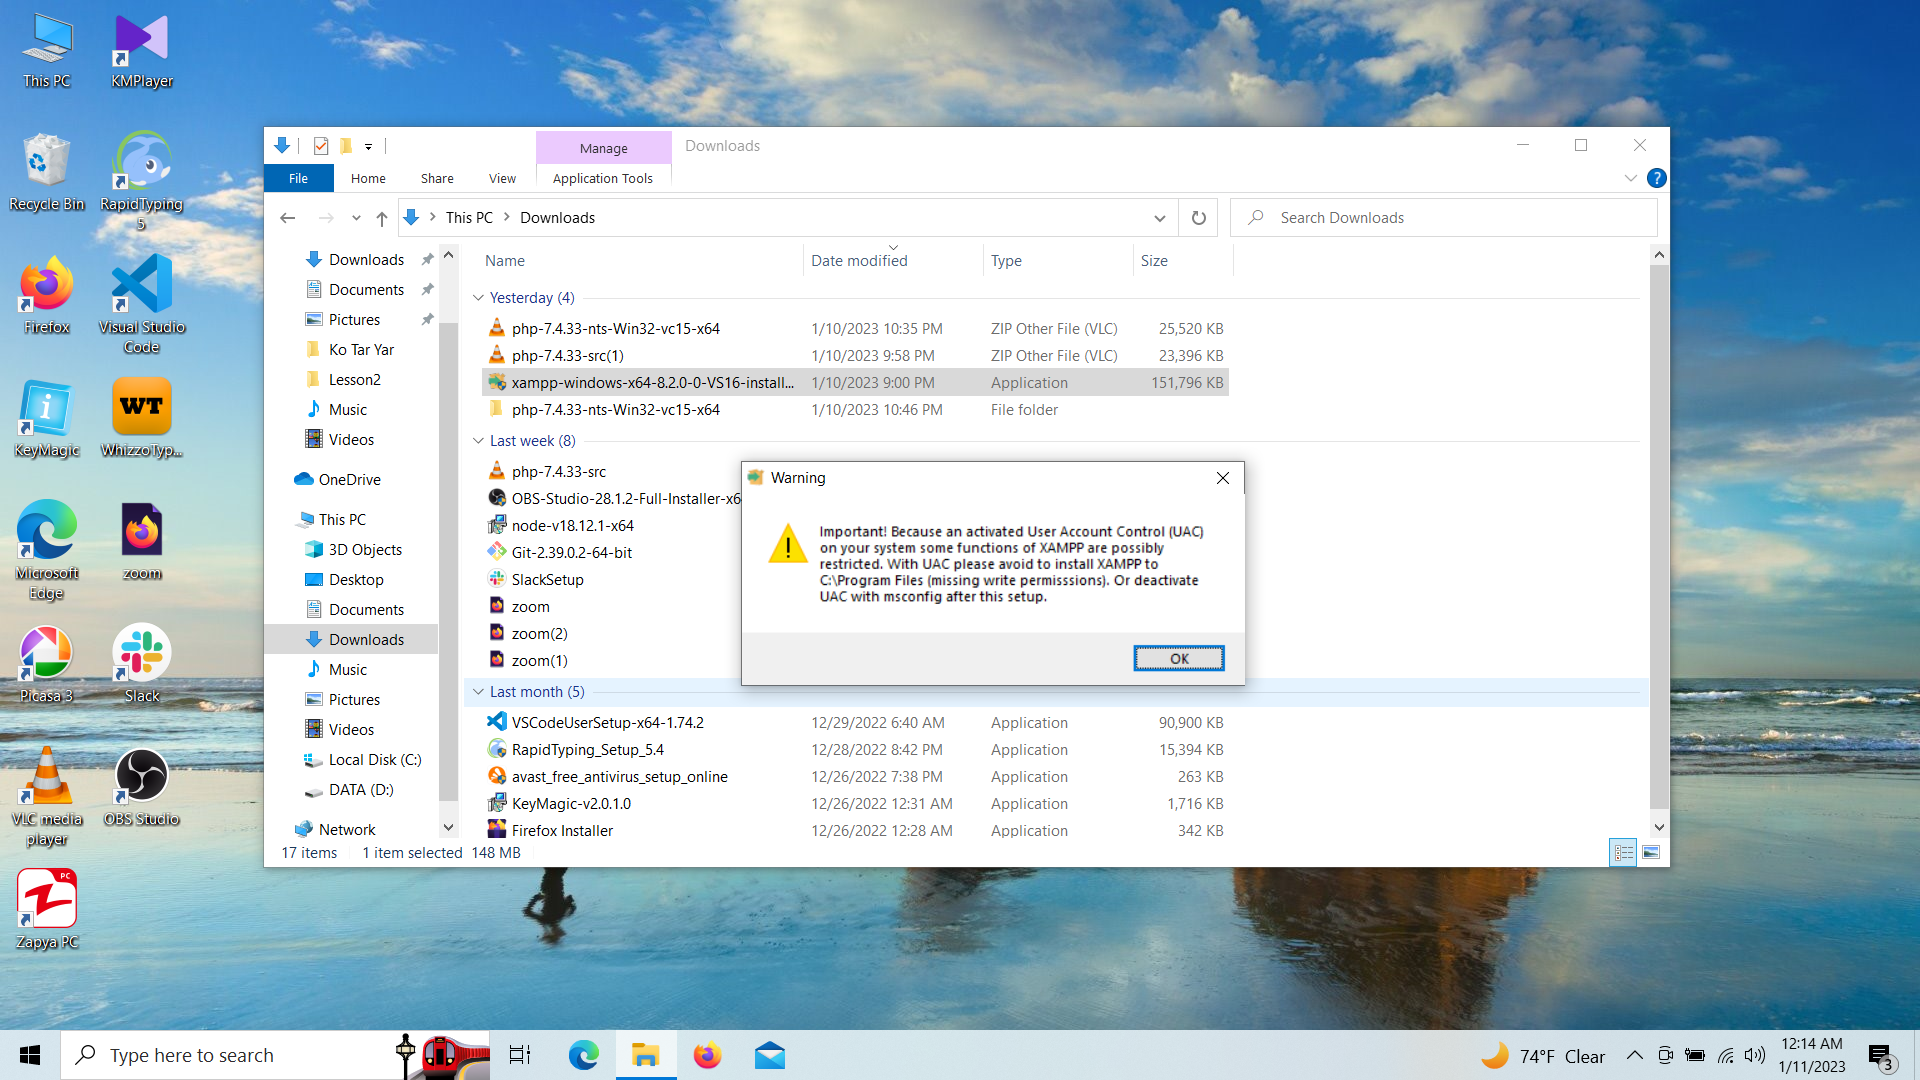 This PC
KMPlayer
Recycle Bin
RapidTyping
5
Firefox
Visual Studio
Code
KeyMagic
WT
WhizzoTyp...
Microsoft
Edge
zoom
Picasa 3
Slack
VLC media
player
OBS Studio
PC
Zapya PC
Manage
Downloads
File
Home
Share
View
Application Tools
?
This PC
Downloads
Search Downloads
Downloads
Documents
Pictures
Ko Tar Yar
Lesson2
Music
Videos
OneDrive
This PC
3D Objects
Desktop
Documents
Downloads
Music
Pictures
Videos
Local Disk (C:)
DATA (D:)
Network
Name
Date modified
Type
Size
Yesterday (4)
php-7.4.33-nts-Win32-vc15-x64 1/10/2023 10:35 PM ZIP Other File (VLC) 25,520 KB
php-7.4.33-src(1) 1/10/2023 9:58 PM ZIP Other File (VLC) 23,396 KB
xampp-windows-x64-8.2.0-0-VS16-install... 1/10/2023 9:00 PM Application 151,796 KB
php-7.4.33-nts-Win32-vc15-x64 1/10/2023 10:46 PM File folder
Last week (8)
php-7.4.33-src
OBS-Studio-28.1.2-Full-Installer-x6
node-v18.12.1-x64
Git-2.39.0.2-64-bit
SlackSetup
zoom
zoom(2)
zoom(1)
Last month (5)
VSCodeUserSetup-x64-1.74.2 12/29/2022 6:40 AM Application 90,900 KB
RapidTyping_Setup_5.4 12/28/2022 8:42 PM Application 15,394 KB
avast_free_antivirus_setup_online 12/26/2022 7:38 PM Application 263 KB
KeyMagic-v2.0.1.0 12/26/2022 12:31 AM Application 1,716 KB
Firefox Installer 12/26/2022 12:28 AM Application 342 KB
17 items 1 item selected 148 MB
Warning
Important! Because an activated User Account Control (UAC)
on your system some functions of XAMPP are possibly
restricted. With UAC please avoid to install XAMPP to
C:\Program Files (missing write permisssions). Or deactivate
UAC with msconfig after this setup.
OK
Type here to search
74°F Clear
12:14 AM
1/11/2023
3